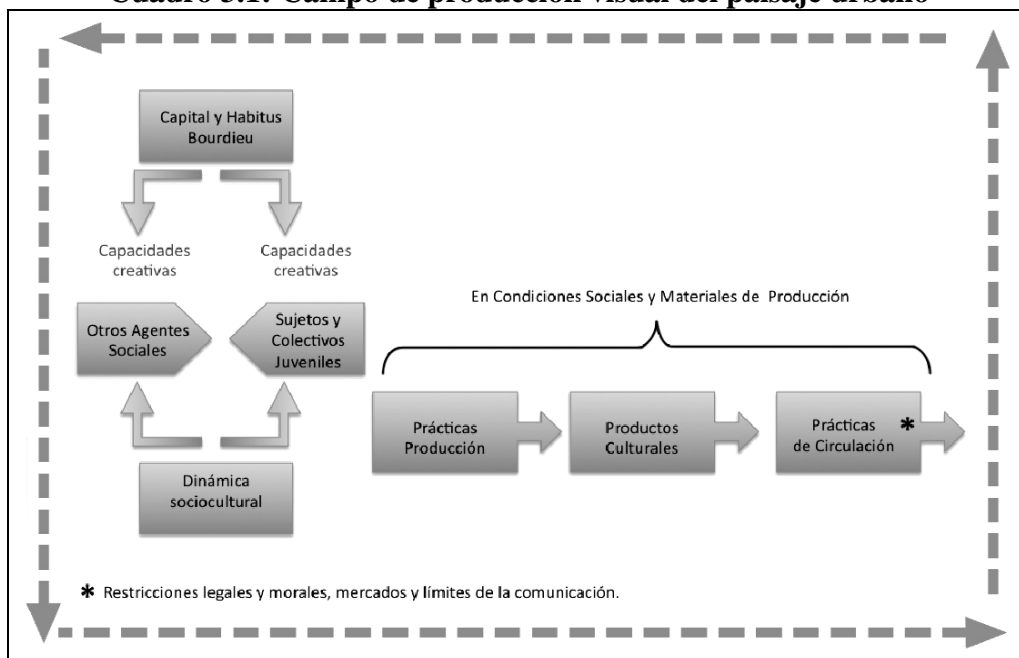 Cuadro 3.1. Campo de producción visual del paisaje urbano
Capital y Habitus
Bourdieu
Capacidades
creativas
Capacidades
creativas
Otros Agentes
Sociales
Sujetos y
Colectivos
Juveniles
Dinámica
sociocultural
En Condiciones Sociales y Materiales de Producción
Prácticas
Producción
Productos
Culturales
Prácticas *
de Circulación
* Restricciones legales y morales, mercados y límites de la comunicación.